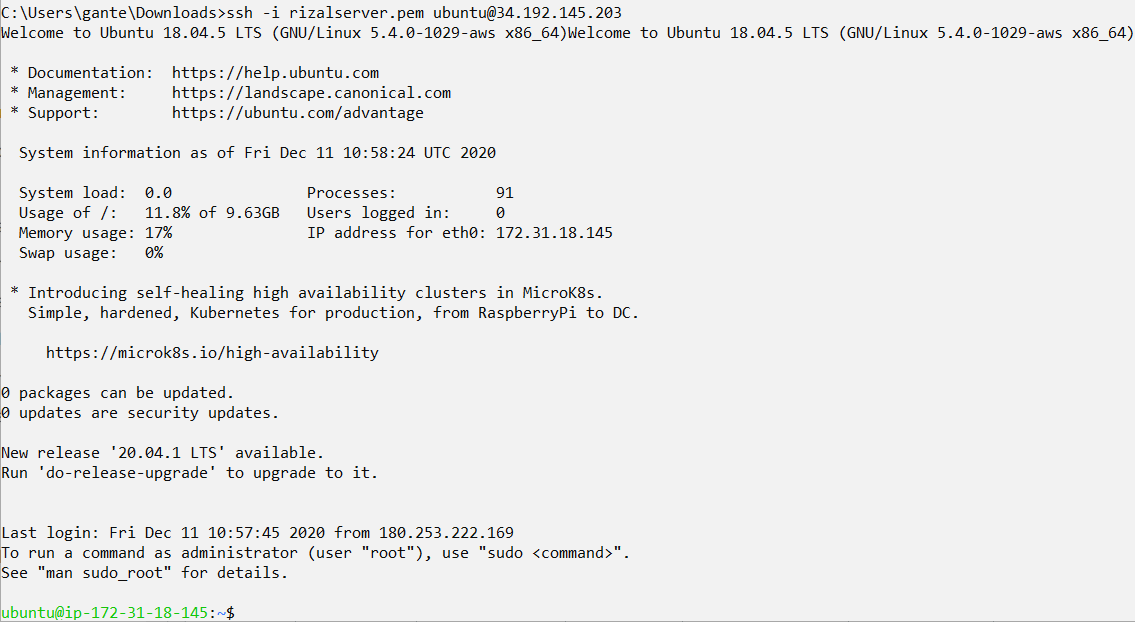 C:\Users\gante\Downloads>ssh -i rizalserver.pem ubuntu@34.192.145.203
Welcome to Ubuntu 18.04.5 LTS (GNU/Linux 5.4.0-1029-aws x86_64)Welcome to Ubuntu 18.04.5 LTS (GNU/Linux 5.4.0-1029-aws x86_64)
* Documentation: https://help.ubuntu.com
* Management: https://landscape.canonical.com
* Support: https://ubuntu.com/advantage
System information as of Fri Dec 11 10:58:24 UTC 2020
System load: 0.0 Processes: 91
Usage of /: 11.8% of 9.63GB Users logged in: 0
Memory usage: 17% IP address for eth0: 172.31.18.145
Swap usage: 0%
* Introducing self-healing high availability clusters in MicroK8s.
Simple, hardened, Kubernetes for production, from RaspberryPi to DC.
https://microk8s.io/high-availability
0 packages can be updated.
0 updates are security updates.
New release '20.04.1 LTS' available.
Run 'do-release-upgrade' to upgrade to it.
Last login: Fri Dec 11 10:57:45 2020 from 180.253.222.169
To run a command as administrator (user "root"), use "sudo <command>".
See "man sudo_root" for details.
ubuntu@ip-172-31-18-145:~$